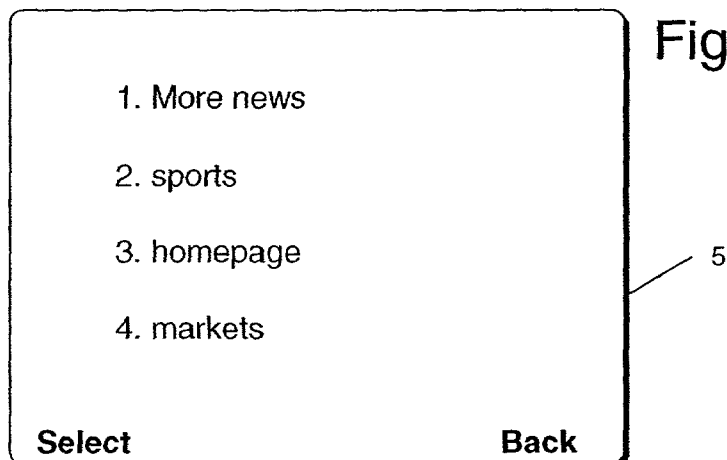 Fig
1. More news
2. sports
3. homepage
4. markets
5
Select Back